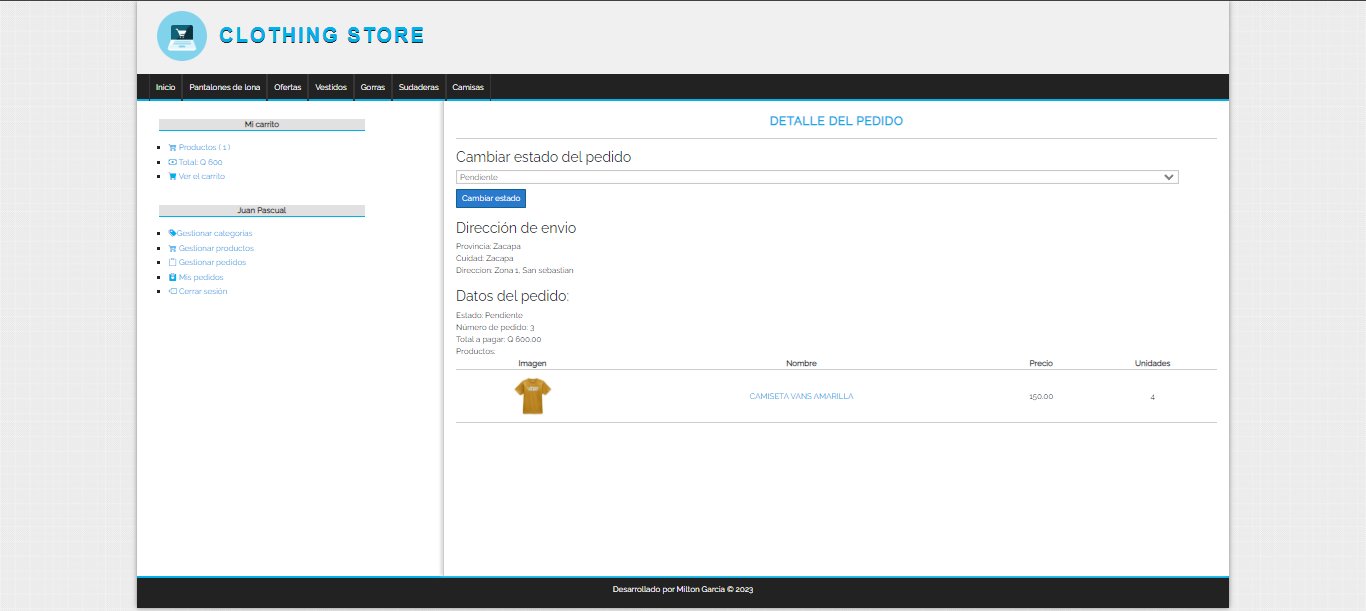 CLOTHING STORE
Inicio Pantalones de lona Ofertas Vestidos Gorras Sudaderas Camisas
Mi carrito
Productos ( 1 )
Total: Q 600
Ver el carrito
Juan Pascual
Gestionar categorias
Gestionar productos
Gestionar pedidos
Mis pedidos
Cerrar sesión
DETALLE DEL PEDIDO
Cambiar estado del pedido
Pendiente
Cambiar estado
Dirección de envio
Provincia: Zacapa
Cuidad: Zacapa
Direccion: Zona 1, San sebastian
Datos del pedido:
Estado: Pendiente
Número de pedido: 3
Total a pagar: Q 600.00
Productos:
Imagen Nombre Precio Unidades
CAMISETA VANS AMARILLA 150.00 4
Desarrollado por Milton Garcia © 2023